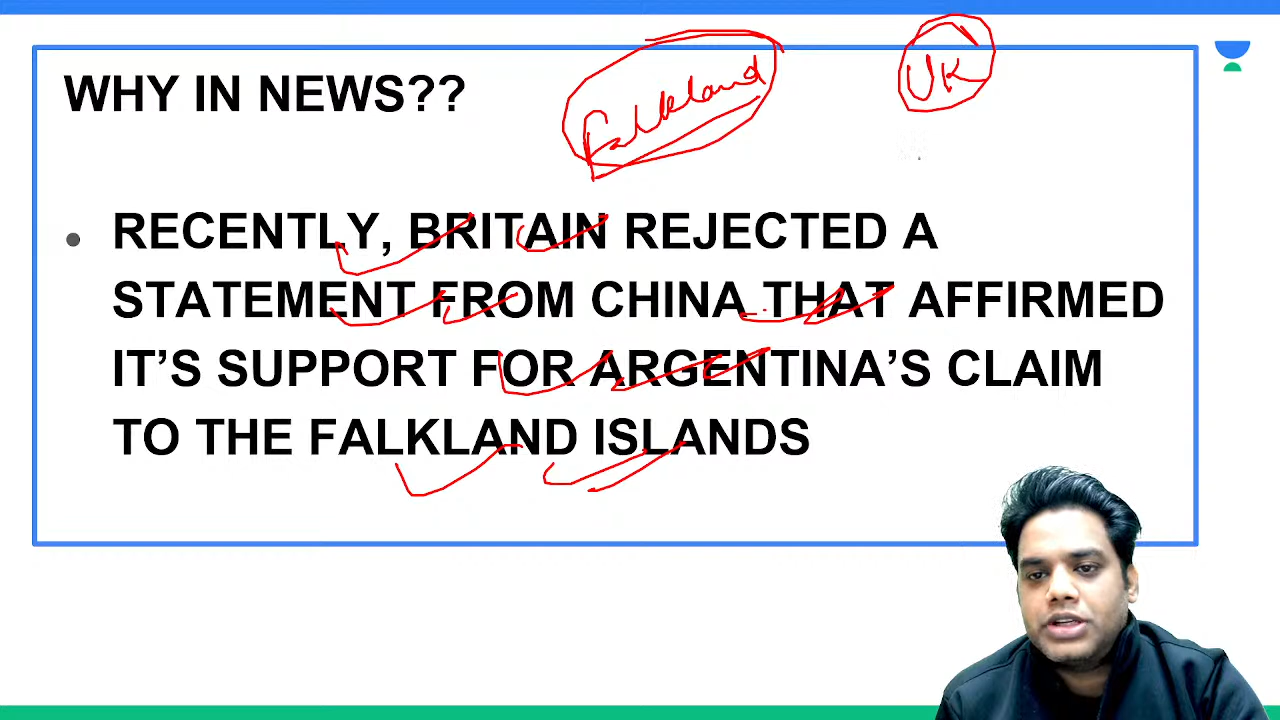 WHY IN NEWS??
Falkland
UK
• RECENTLY, BRITAIN REJECTED A
STATEMENT FROM CHINA THAT AFFIRMED
IT’S SUPPORT FOR ARGENTINA’S CLAIM
TO THE FALKLAND ISLANDS